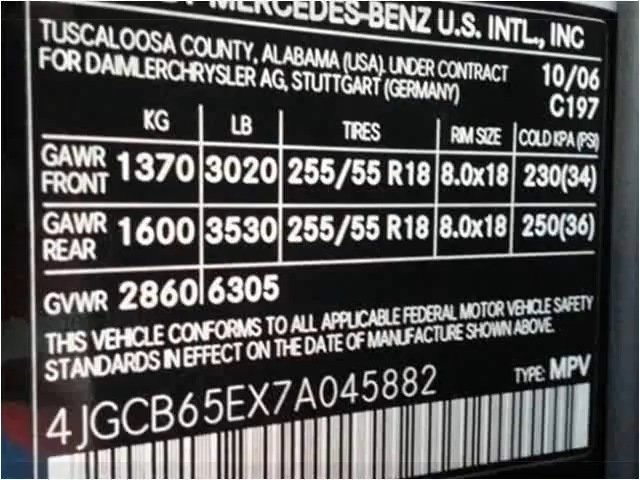 MERCEDES-BENZ U.S. INTL., INC
TUSCALOOSA COUNTY, ALABAMA (USA). UNDER CONTRACT
FOR DAIMLERCHRYSLER AG, STUTTGART (GERMANY)
10/06
C197
KG LB TIRES RIM SIZE COLD KPA (PSI)
GAWR FRONT 1370 3020 255/55 R18 8.0x18 230(34)
GAWR REAR 1600 3530 255/55 R18 8.0x18 250(36)
GVWR 2860 6305
THIS VEHICLE CONFORMS TO ALL APPLICABLE FEDERAL MOTOR VEHICLE SAFETY
STANDARDS IN EFFECT ON THE DATE OF MANUFACTURE SHOWN ABOVE.
4JGCB65EX7A045882 TYPE: MPV